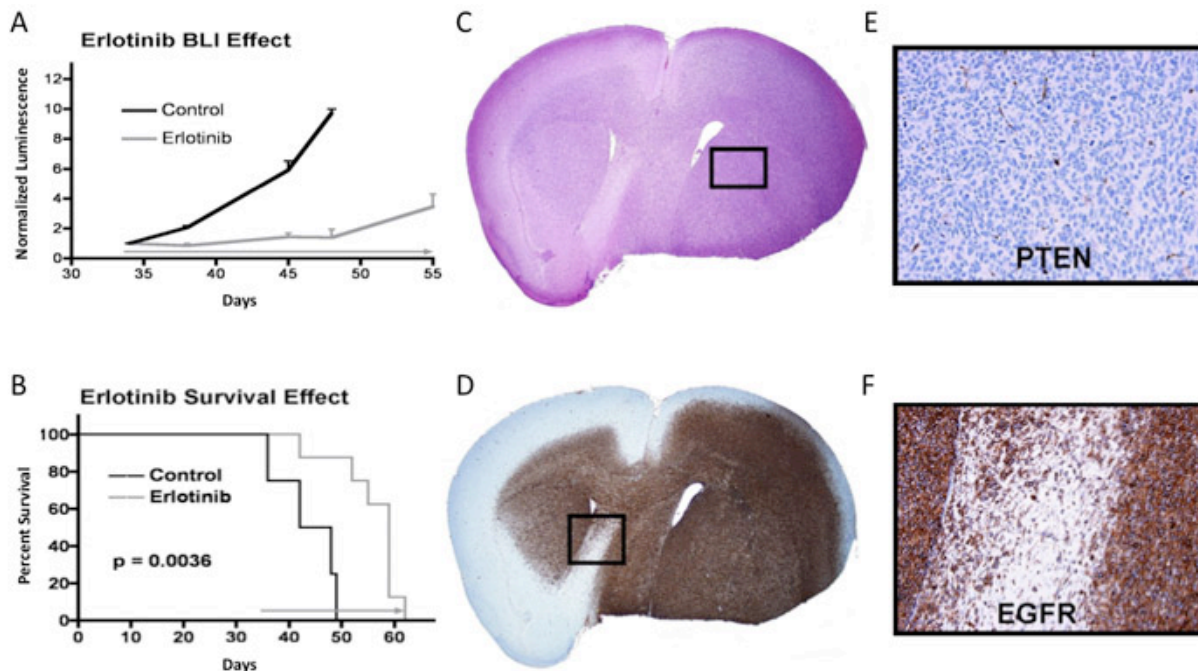 A
Erlotinib BLI Effect
Normalized Luminescence
12
10
8
6
4
2
0
Control
Erlotinib
30 35 40 45 50 55
Days
B
Erlotinib Survival Effect
Percent Survival
100
80
60
40
20
0
Control
Erlotinib
p = 0.0036
0 10 20 30 40 50 60
Days
C
D
E
PTEN
F
EGFR